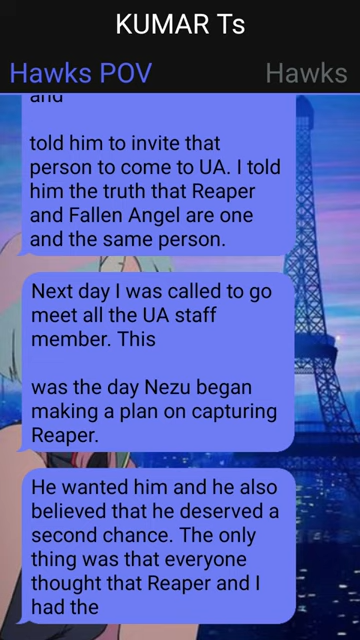 KUMAR Ts
Hawks POV
Hawks
and
told him to invite that
person to come to UA. I told
him the truth that Reaper
and Fallen Angel are one
and the same person.
Next day I was called to go
meet all the UA staff
member. This
was the day Nezu began
making a plan on capturing
Reaper.
He wanted him and he also
believed that he deserved a
second chance. The only
thing was that everyone
thought that Reaper and I
had the